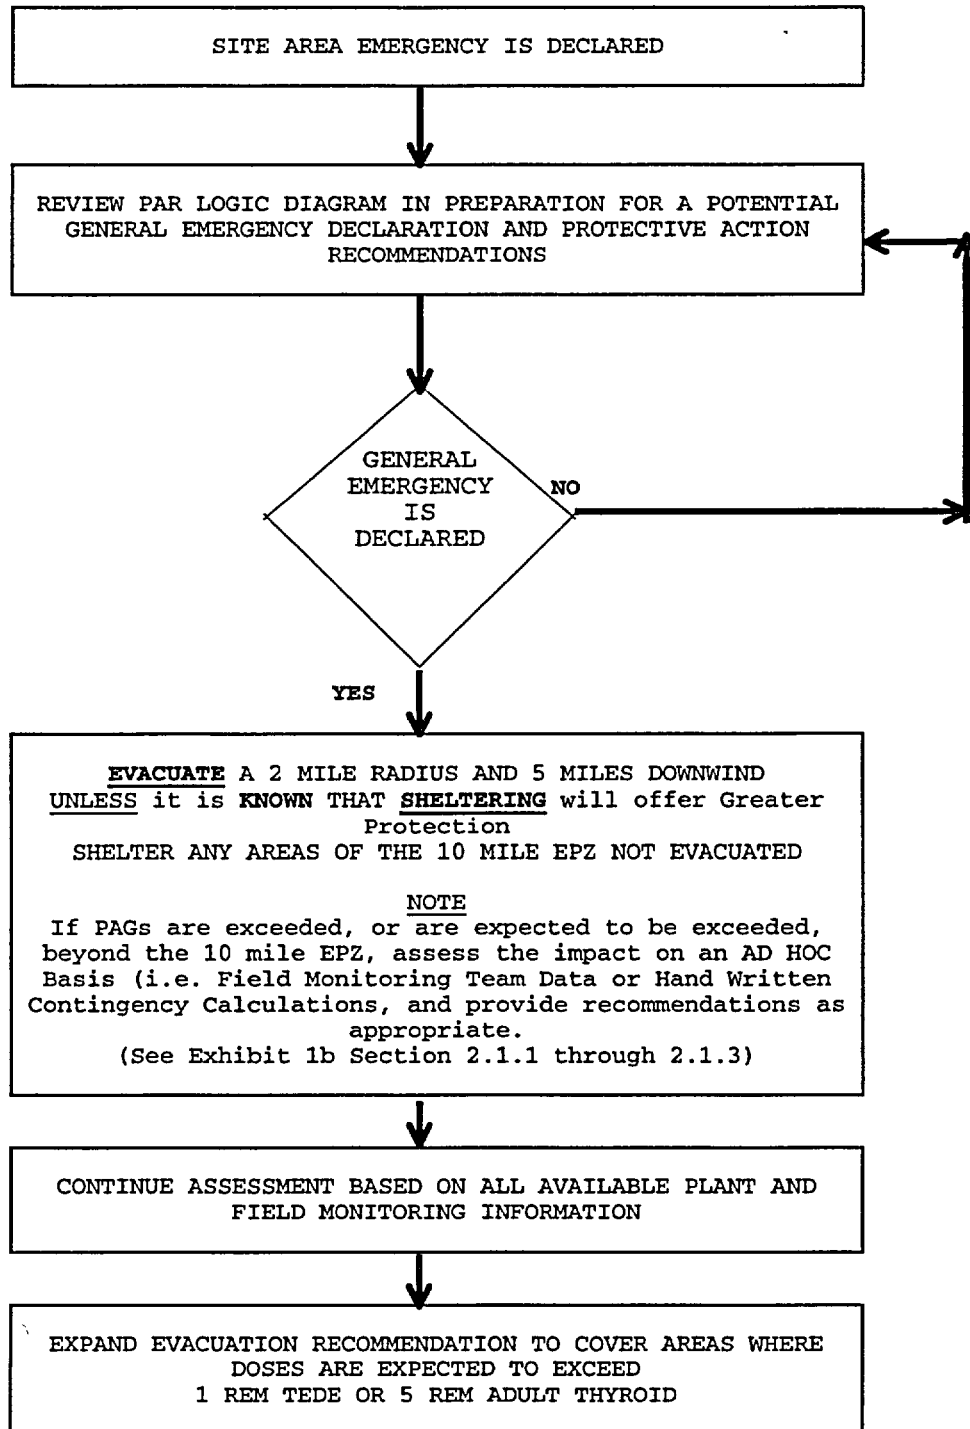 SITE AREA EMERGENCY IS DECLARED
REVIEW PAR LOGIC DIAGRAM IN PREPARATION FOR A POTENTIAL
GENERAL EMERGENCY DECLARATION AND PROTECTIVE ACTION
RECOMMENDATIONS
GENERAL
EMERGENCY
IS
DECLARED
NO
YES
EVACUATE A 2 MILE RADIUS AND 5 MILES DOWNWIND
UNLESS it is KNOWN THAT SHELTERING will offer Greater
Protection
SHELTER ANY AREAS OF THE 10 MILE EPZ NOT EVACUATED
NOTE
If PAGs are exceeded, or are expected to be exceeded,
beyond the 10 mile EPZ, assess the impact on an AD HOC
Basis (i.e. Field Monitoring Team Data or Hand Written
Contingency Calculations, and provide recommendations as
appropriate.
(See Exhibit 1b Section 2.1.1 through 2.1.3)
CONTINUE ASSESSMENT BASED ON ALL AVAILABLE PLANT AND
FIELD MONITORING INFORMATION
EXPAND EVACUATION RECOMMENDATION TO COVER AREAS WHERE
DOSES ARE EXPECTED TO EXCEED
1 REM TEDE OR 5 REM ADULT THYROID